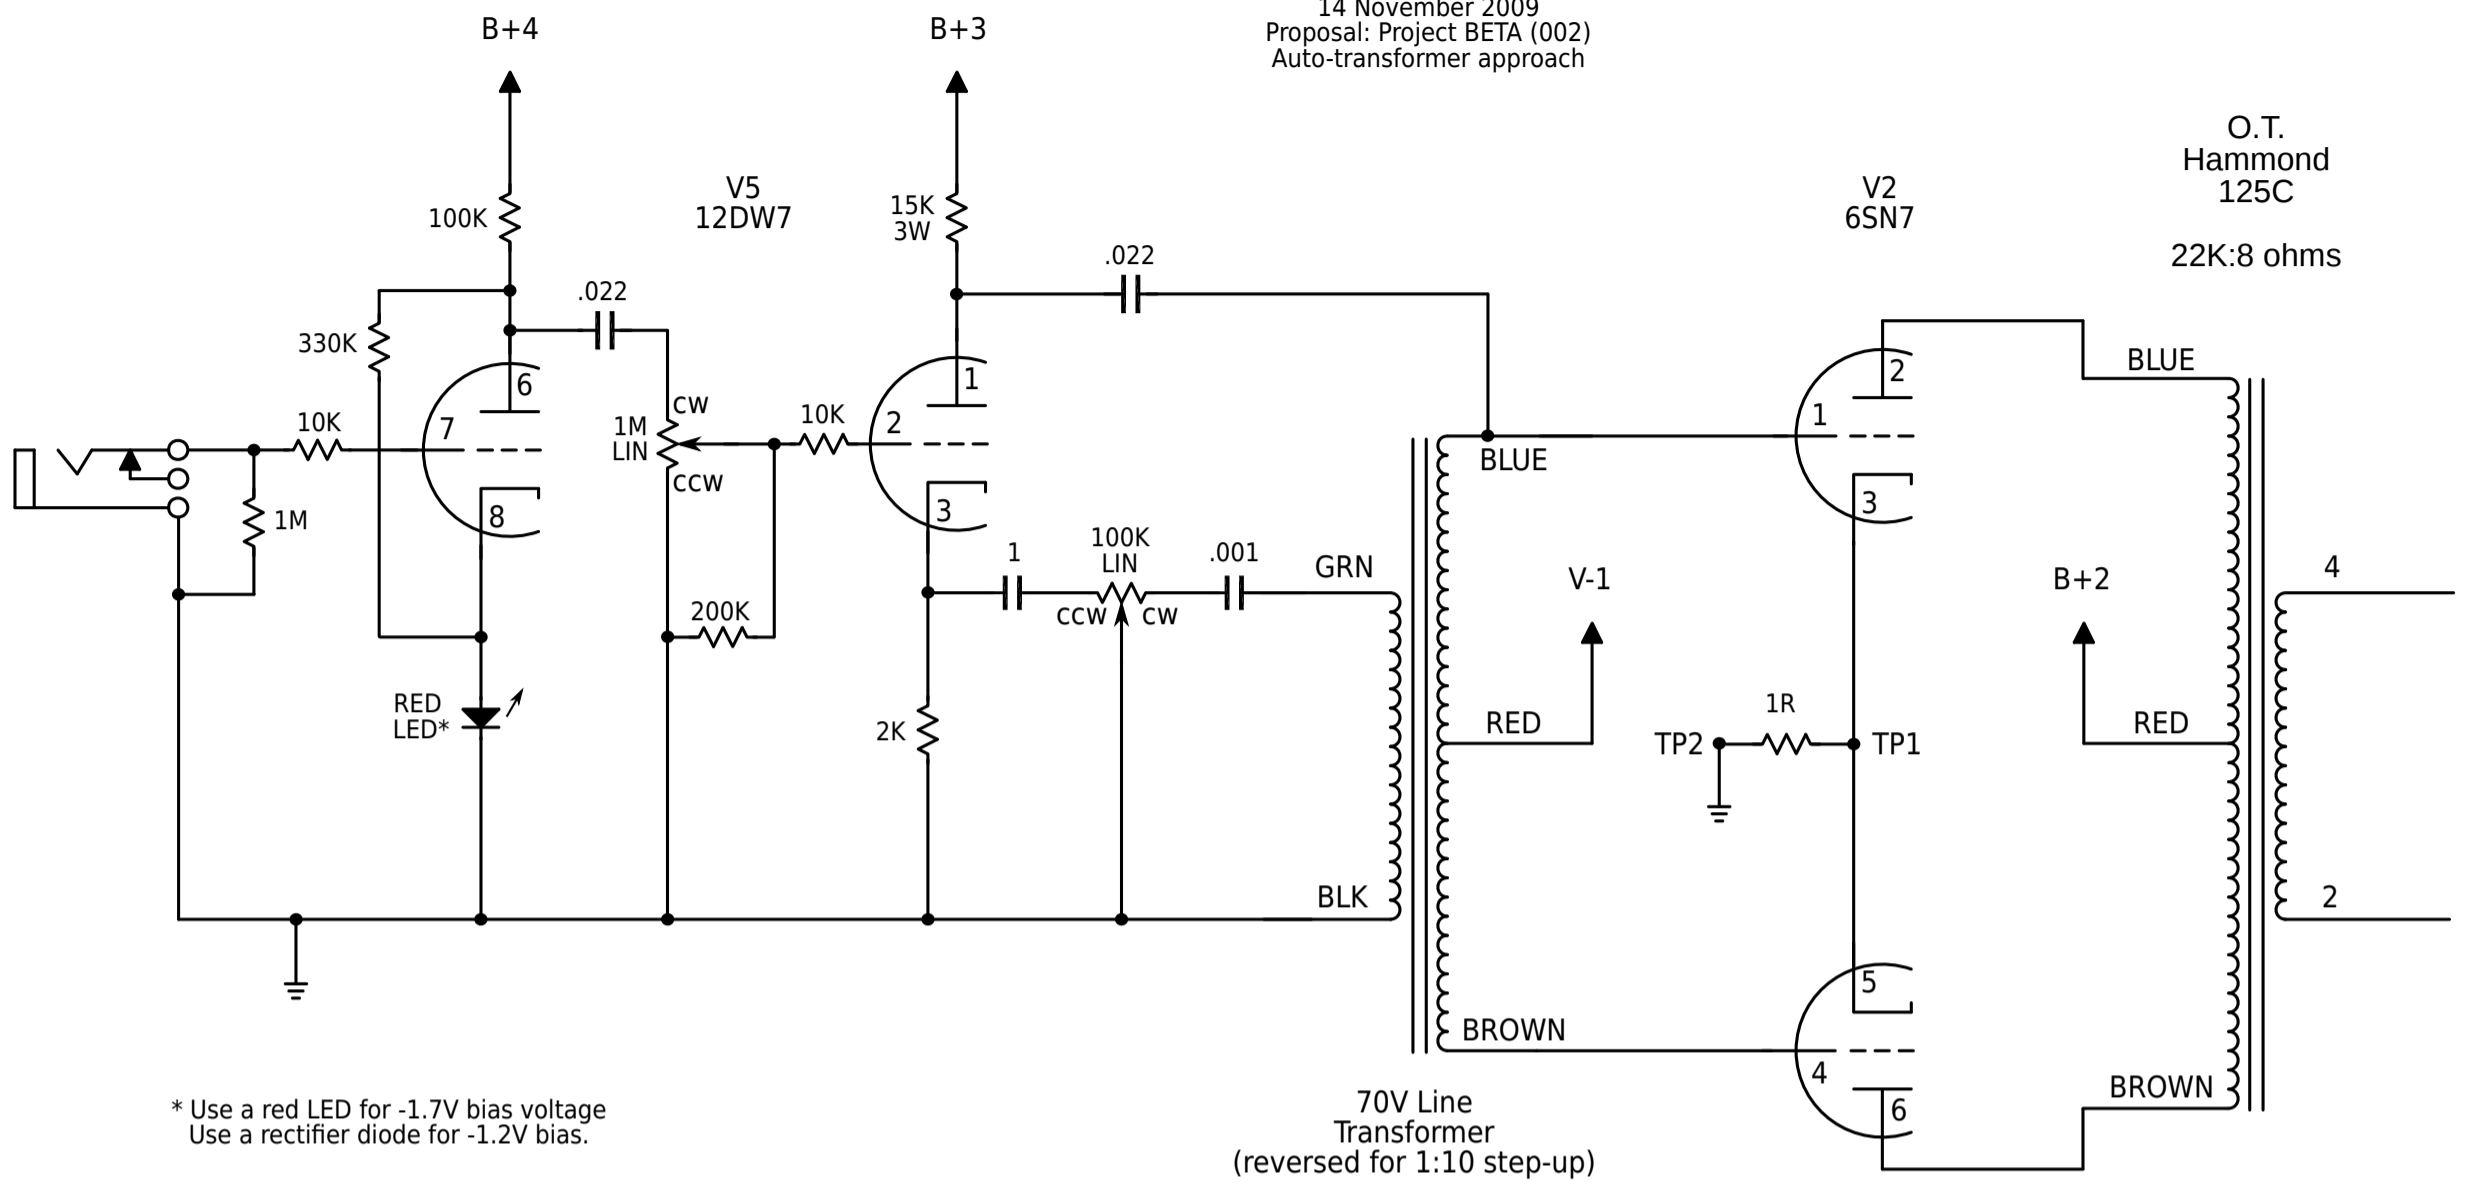 14 November 2009
Proposal: Project BETA (002)
Auto-transformer approach
B+4
B+3
O.T.
Hammond
125C
22K:8 ohms
V5
12DW7
V2
6SN7
100K
15K
3W
.022
.022
330K
6
7
8
10K
1M
cw
1M
LIN
ccw
10K
1
2
3
200K
RED
LED*
2K
1
100K
LIN
ccw
cw
.001
GRN
BLK
BLUE
RED
BROWN
V-1
1
2
3
TP2
1R
TP1
5
4
6
B+2
BLUE
RED
BROWN
4
2
* Use a red LED for -1.7V bias voltage
Use a rectifier diode for -1.2V bias.
70V Line
Transformer
(reversed for 1:10 step-up)